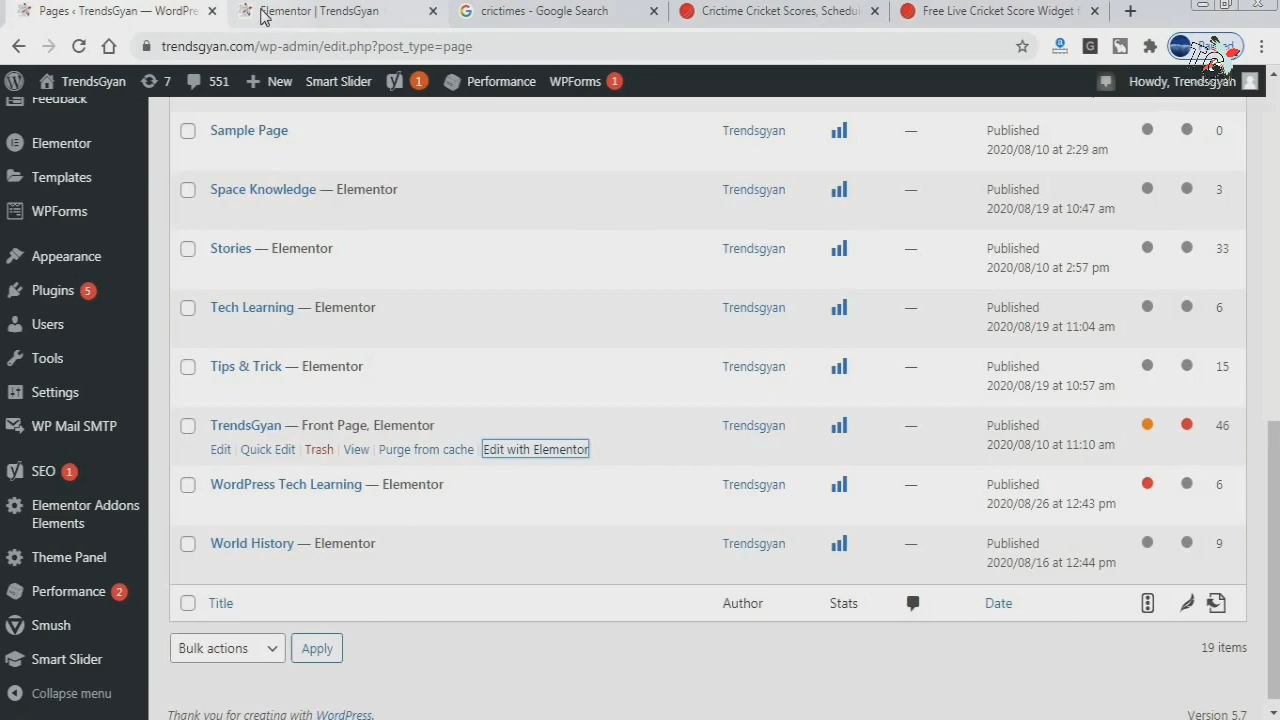 Pages ‹ TrendsGyan — WordPre
Elementor | TrendsGyan
crictimes - Google Search
Crictime Cricket Scores, Schedu
Free Live Cricket Score Widget f
trendsgyan.com/wp-admin/edit.php?post_type=page
TrendsGyan
7
551
New
Smart Slider
1
Performance
WPForms
1
Howdy, Trendsgyan
Feedback
Elementor
Templates
WPForms
Appearance
Plugins
5
Users
Tools
Settings
WP Mail SMTP
SEO
1
Elementor Addons
Elements
Theme Panel
Performance
2
Smush
Smart Slider
Collapse menu
Sample Page
Trendsgyan
—
Published
0
2020/08/10 at 2:29 am
Space Knowledge — Elementor
Trendsgyan
—
Published
3
2020/08/19 at 10:47 am
Stories — Elementor
Trendsgyan
—
Published
33
2020/08/10 at 2:57 pm
Tech Learning — Elementor
Trendsgyan
—
Published
6
2020/08/19 at 11:04 am
Tips & Trick — Elementor
Trendsgyan
—
Published
15
2020/08/19 at 10:57 am
TrendsGyan — Front Page, Elementor
Trendsgyan
—
Published
46
2020/08/10 at 11:10 am
Edit | Quick Edit | Trash | View | Purge from cache | Edit with Elementor
WordPress Tech Learning — Elementor
Trendsgyan
—
Published
6
2020/08/26 at 12:43 pm
World History — Elementor
Trendsgyan
—
Published
9
2020/08/16 at 12:44 pm
Title
Author
Stats
Date
Bulk actions
Apply
19 items
Thank you for creating with WordPress.
Version 5.7